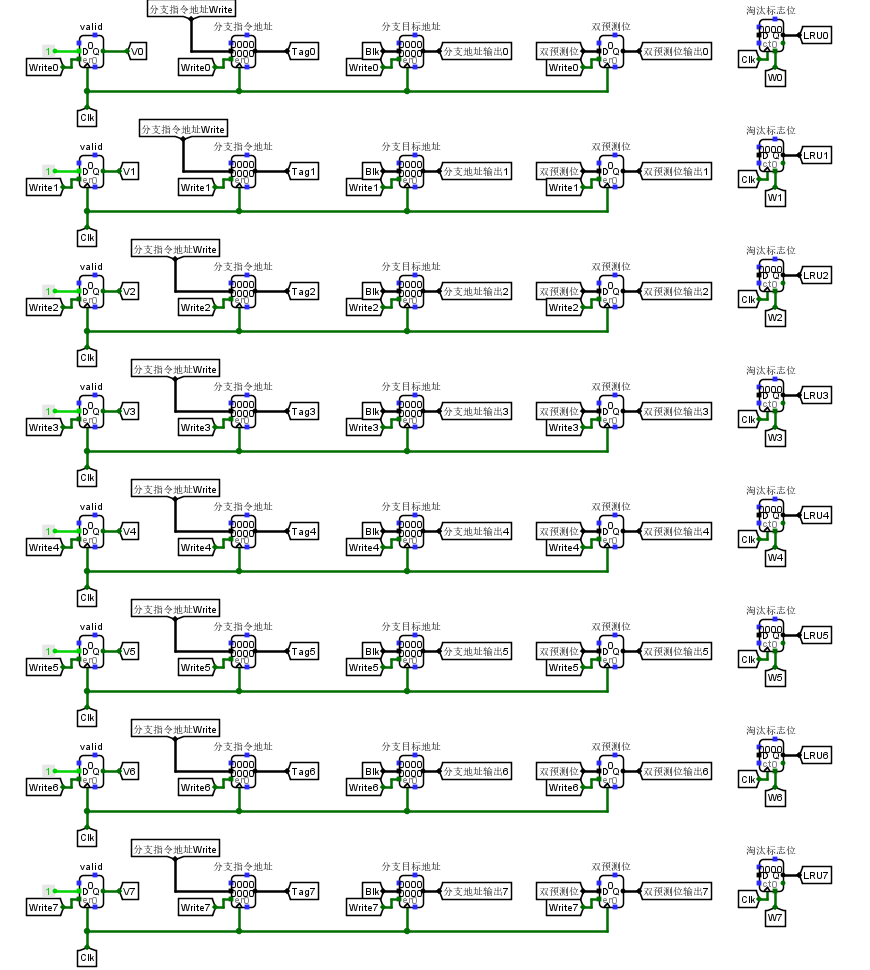 分支指令地址Write
淘汰标志位
valid 分支指令地址 分支目标地址 双预测位
1 D Q V0 Tag0 Blk 分支地址输出0 双预测位 D Q 双预测位输出0 D Q LRU0
Write0 Write0 Write0 Write0 Clk
W0
Clk
分支指令地址Write
淘汰标志位
valid 分支指令地址 分支目标地址 双预测位
1 D Q V1 Tag1 Blk 分支地址输出1 双预测位 D Q 双预测位输出1 D Q LRU1
Write1 Write1 Write1 Write1 Clk
W1
Clk
分支指令地址Write
淘汰标志位
valid 分支指令地址 分支目标地址 双预测位
1 D Q V2 Tag2 Blk 分支地址输出2 双预测位 D Q 双预测位输出2 D Q LRU2
Write2 Write2 Write2 Write2 Clk
W2
Clk
分支指令地址Write
淘汰标志位
valid 分支指令地址 分支目标地址 双预测位
1 D Q V3 Tag3 Blk 分支地址输出3 双预测位 D Q 双预测位输出3 D Q LRU3
Write3 Write3 Write3 Write3 Clk
W3
Clk
分支指令地址Write
淘汰标志位
valid 分支指令地址 分支目标地址 双预测位
1 D Q V4 Tag4 Blk 分支地址输出4 双预测位 D Q 双预测位输出4 D Q LRU4
Write4 Write4 Write4 Write4 Clk
W4
Clk
分支指令地址Write
淘汰标志位
valid 分支指令地址 分支目标地址 双预测位
1 D Q V5 Tag5 Blk 分支地址输出5 双预测位 D Q 双预测位输出5 D Q LRU5
Write5 Write5 Write5 Write5 Clk
W5
Clk
分支指令地址Write
淘汰标志位
valid 分支指令地址 分支目标地址 双预测位
1 D Q V6 Tag6 Blk 分支地址输出6 双预测位 D Q 双预测位输出6 D Q LRU6
Write6 Write6 Write6 Write6 Clk
W6
Clk
分支指令地址Write
淘汰标志位
valid 分支指令地址 分支目标地址 双预测位
1 D Q V7 Tag7 Blk 分支地址输出7 双预测位 D Q 双预测位输出7 D Q LRU7
Write7 Write7 Write7 Write7 Clk
W7
Clk